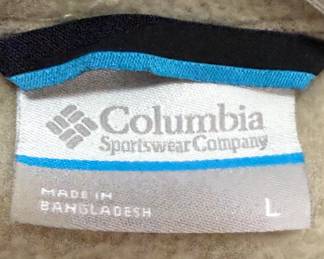 Columbia
Sportswear Company
MADE IN
BANGLADESH
L